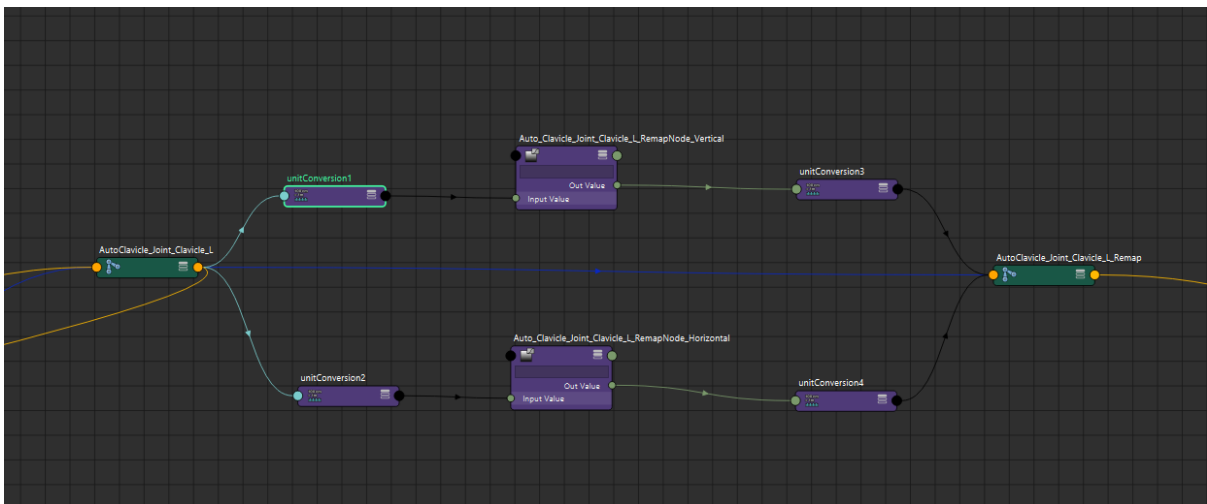 Auto_Clavicle_Joint_Clavicle_L_RemapNode_Vertical
Out Value
Input Value
unitConversion1
unitConversion3
AutoClavicle_Joint_Clavicle_L
AutoClavicle_Joint_Clavicle_L_Remap
Auto_Clavicle_Joint_Clavicle_L_RemapNode_Horizontal
Out Value
Input Value
unitConversion2
unitConversion4